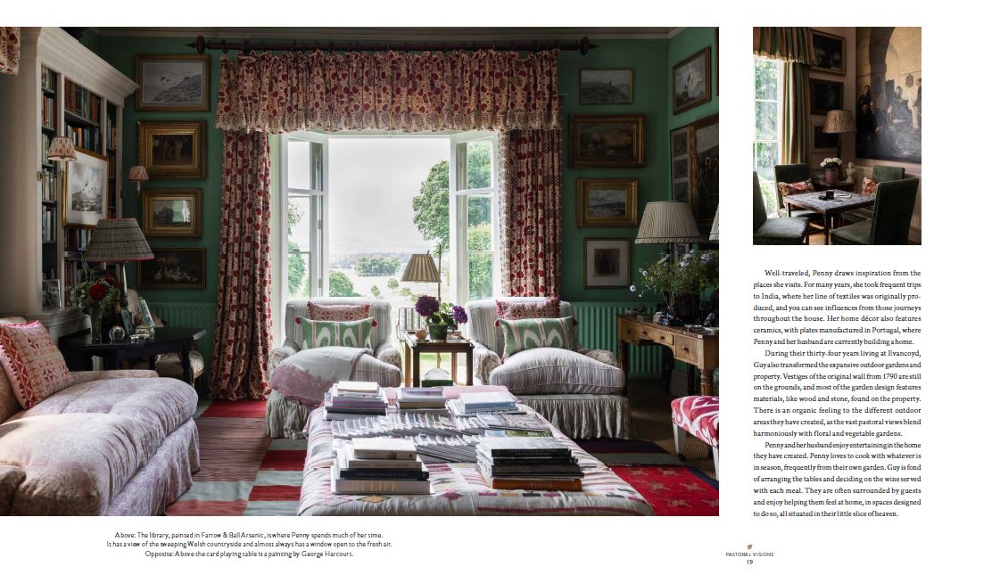 Well-traveled, Penny draws inspiration from the
places she visits. For many years, she took frequent trips
to India, where her line of textiles was originally pro-
duced, and you can see influences from those journeys
throughout the house. Her home décor also features
ceramics, with plates manufactured in Portugal, where
Penny and her husband are currently building a home.
During their thirty-four years living at Evancoyd,
Guy also transformed the expansive outdoor gardens and
property. Vestiges of the original wall from 1790 are still
on the grounds, and most of the garden design features
materials, like wood and stone, found on the property.
There is an organic feeling to the different outdoor
areas they have created, as the vast pastoral views blend
harmoniously with floral and vegetable gardens.
Penny and her husband enjoy entertaining in the home
they have created. Penny loves to cook with whatever is
in season, frequently from their own garden. Guy is fond
of arranging the tables and deciding on the wine served
with each meal. They are often surrounded by guests
and enjoy helping them feel at home, in spaces designed
to do so, all situated in their little slice of heaven.
Above: The library, painted in Farrow & Ball Arsenic, is where Penny spends much of her time.
It has a view of the sweeping Welsh countryside and almost always has a window open to the fresh air.
Opposite: Above the card playing table is a painting by George Harcourt.
PASTORAL VISIONS
19